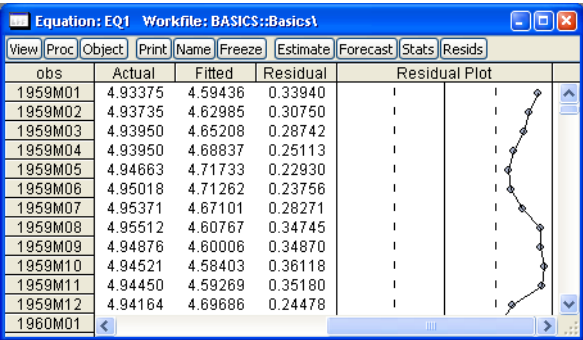 Equation: EQ1 Workfile: BASICS::Basics\
View Proc Object Print Name Freeze Estimate Forecast Stats Resids
obs Actual Fitted Residual Residual Plot
1959M01 4.93375 4.59436 0.33940
1959M02 4.93735 4.62985 0.30750
1959M03 4.93950 4.65208 0.28742
1959M04 4.93950 4.68837 0.25113
1959M05 4.94663 4.71733 0.22930
1959M06 4.95018 4.71262 0.23756
1959M07 4.95371 4.67101 0.28271
1959M08 4.95512 4.60767 0.34745
1959M09 4.94876 4.60006 0.34870
1959M10 4.94521 4.58403 0.36118
1959M11 4.94450 4.59269 0.35180
1959M12 4.94164 4.69686 0.24478
1960M01